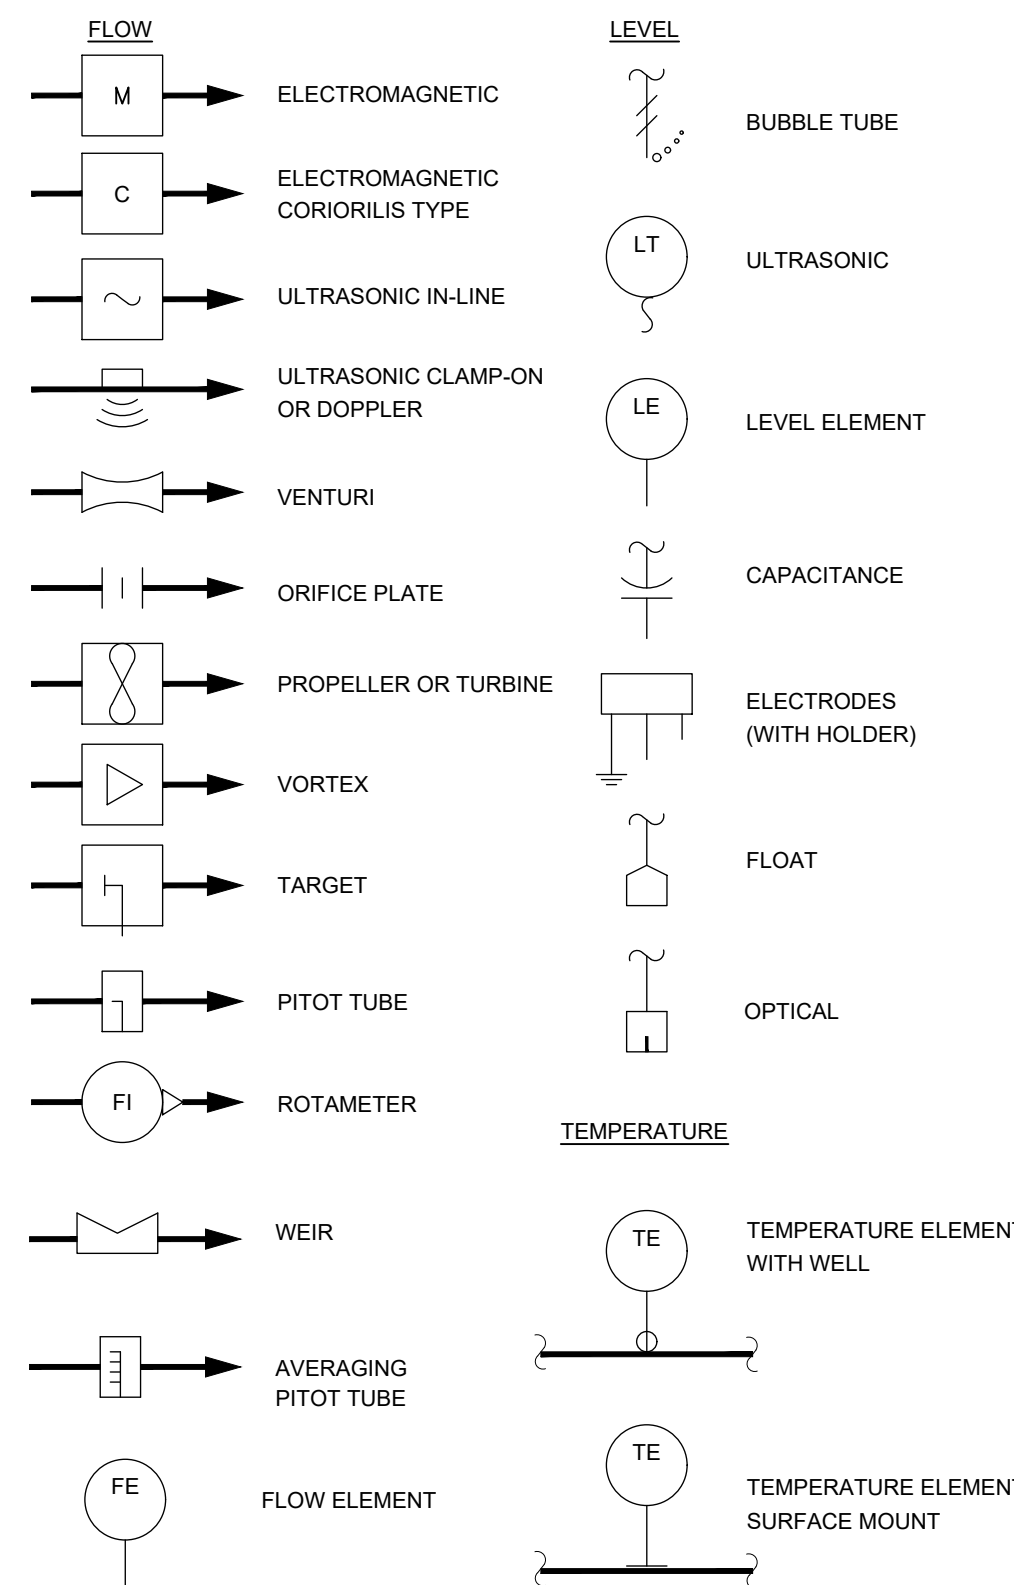 FLOW
M
ELECTROMAGNETIC
C
ELECTROMAGNETIC
CORIORILIS TYPE
ULTRASONIC IN-LINE
ULTRASONIC CLAMP-ON
OR DOPPLER
VENTURI
ORIFICE PLATE
PROPELLER OR TURBINE
VORTEX
TARGET
PITOT TUBE
FI
ROTAMETER
WEIR
AVERAGING
PITOT TUBE
FE
FLOW ELEMENT
LEVEL
BUBBLE TUBE
LT
ULTRASONIC
LE
LEVEL ELEMENT
CAPACITANCE
ELECTRODES
(WITH HOLDER)
FLOAT
OPTICAL
TEMPERATURE
TE
TEMPERATURE ELEMENT
WITH WELL
TE
TEMPERATURE ELEMENT
SURFACE MOUNT